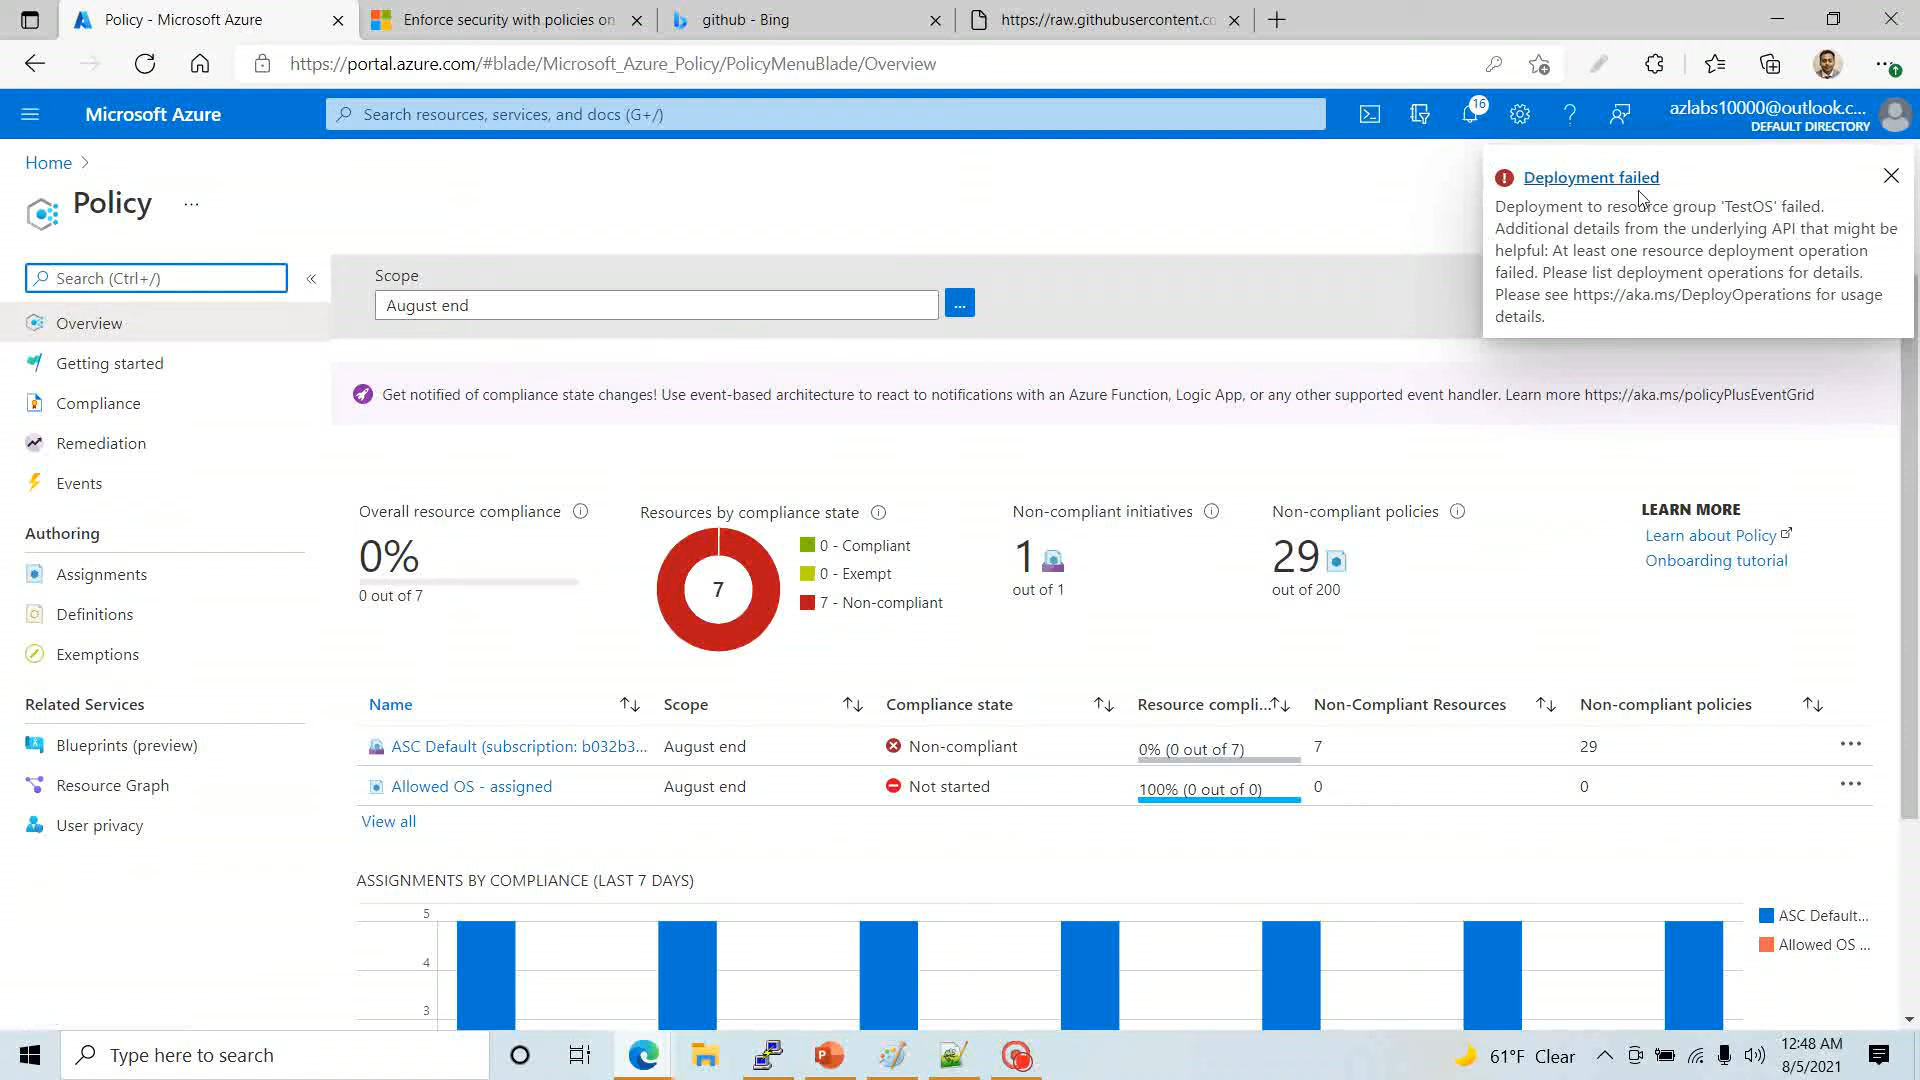 Policy - Microsoft Azure
Enforce security with policies on
github - Bing
https://raw.githubusercontent.co
https://portal.azure.com/#blade/Microsoft_Azure_Policy/PolicyMenuBlade/Overview
Microsoft Azure
Search resources, services, and docs (G+/)
16
azlabs10000@outlook.c...
DEFAULT DIRECTORY
Home
Policy
...
Deployment failed
Deployment to resource group 'TestOS' failed.
Additional details from the underlying API that might be
helpful: At least one resource deployment operation
failed. Please list deployment operations for details.
Please see https://aka.ms/DeployOperations for usage
details.
Search (Ctrl+/)
Overview
Getting started
Compliance
Remediation
Events
Authoring
Assignments
Definitions
Exemptions
Related Services
Blueprints (preview)
Resource Graph
User privacy
Scope
August end
...
Get notified of compliance state changes! Use event-based architecture to react to notifications with an Azure Function, Logic App, or any other supported event handler. Learn more https://aka.ms/policyPlusEventGrid
Overall resource compliance
0%
0 out of 7
Resources by compliance state
7
0 - Compliant
0 - Exempt
7 - Non-compliant
Non-compliant initiatives
1
out of 1
Non-compliant policies
29
out of 200
LEARN MORE
Learn about Policy
Onboarding tutorial
Name Scope Compliance state Resource compli... Non-Compliant Resources Non-compliant policies
ASC Default (subscription: b032b3... August end Non-compliant 0% (0 out of 7) 7 29 ...
Allowed OS - assigned August end Not started 100% (0 out of 0) 0 0 ...
View all
ASSIGNMENTS BY COMPLIANCE (LAST 7 DAYS)
5
4
3
ASC Default...
Allowed OS ...
Type here to search
61°F Clear
12:48 AM
8/5/2021